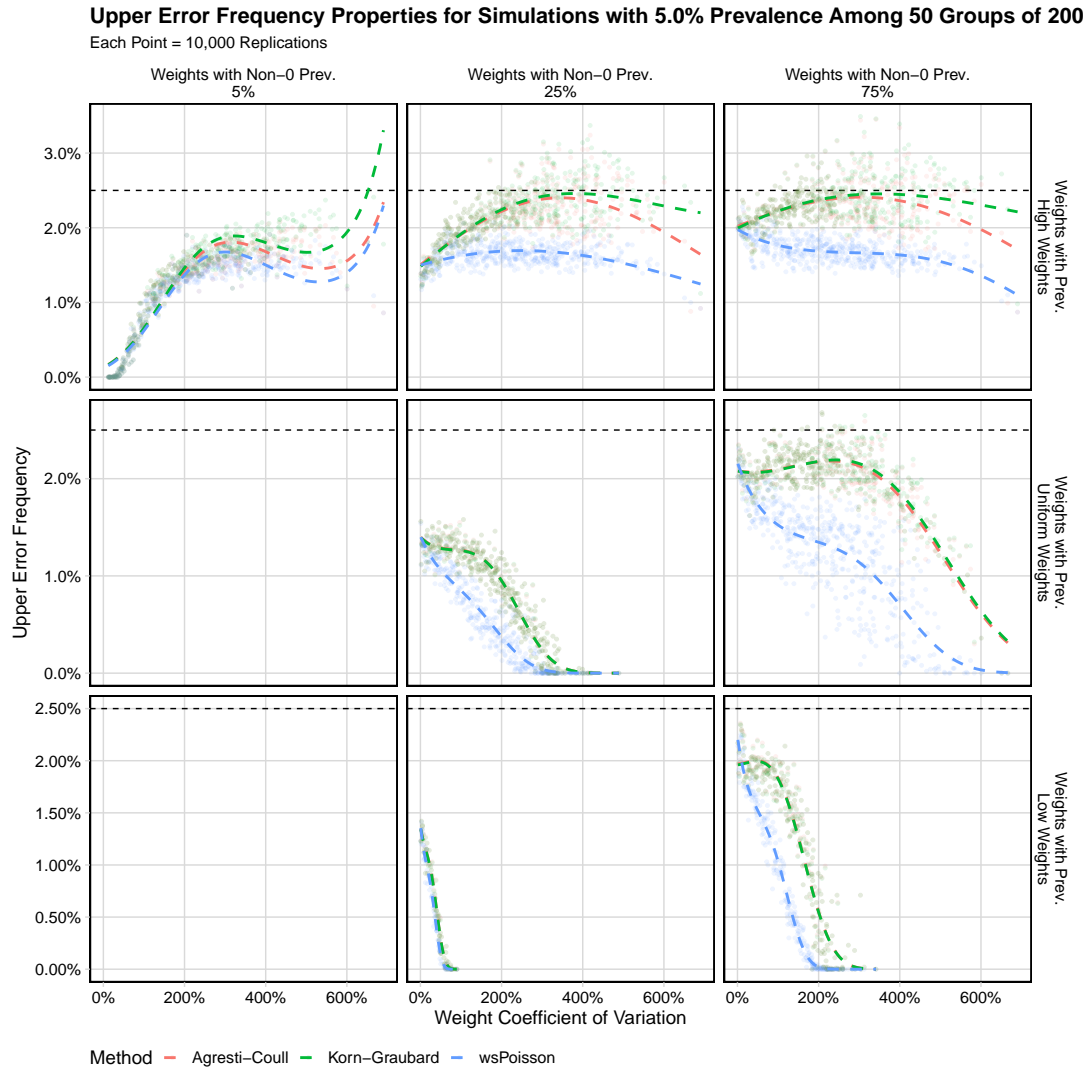 Upper Error Frequency Properties for Simulations with 5.0% Prevalence Among 50 Groups of 200
Each Point = 10,000 Replications
Weights with Non−0 Prev.
5%
Weights with Non−0 Prev.
25%
Weights with Non−0 Prev.
75%
3.0%
2.0%
1.0%
0.0%
Weights with Prev.
High Weights
2.0%
1.0%
0.0%
Weights with Prev.
Uniform Weights
2.50%
2.00%
1.50%
1.00%
0.50%
0.00%
Weights with Prev.
Low Weights
Upper Error Frequency
0% 200% 400% 600%
0% 200% 400% 600%
0% 200% 400% 600%
Weight Coefficient of Variation
Method Agresti−Coull Korn−Graubard wsPoisson